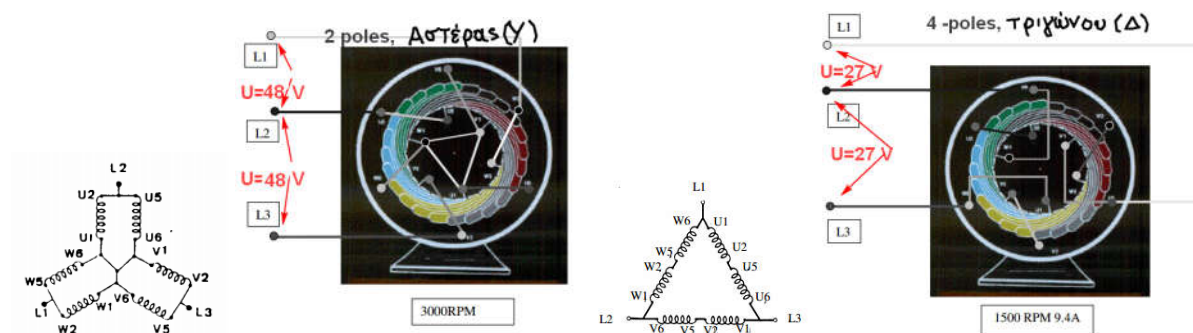 2 poles, Αστέρας (Υ)
L1
U=48 V
L2
U=48 V
L3
3000RPM
L2
U2 U5
U1 U6
W6 V1
W5 V2
L1 W1 V6 L3
W2 V5
4 -poles, τριγώνου (Δ)
L1
U=27 V
L2
U=27 V
L3
1500 RPM 9.4A
L1
W6 U1
W5 U2
W2 U5
W1 U6
L2 L3
V6 V5 V2 V1